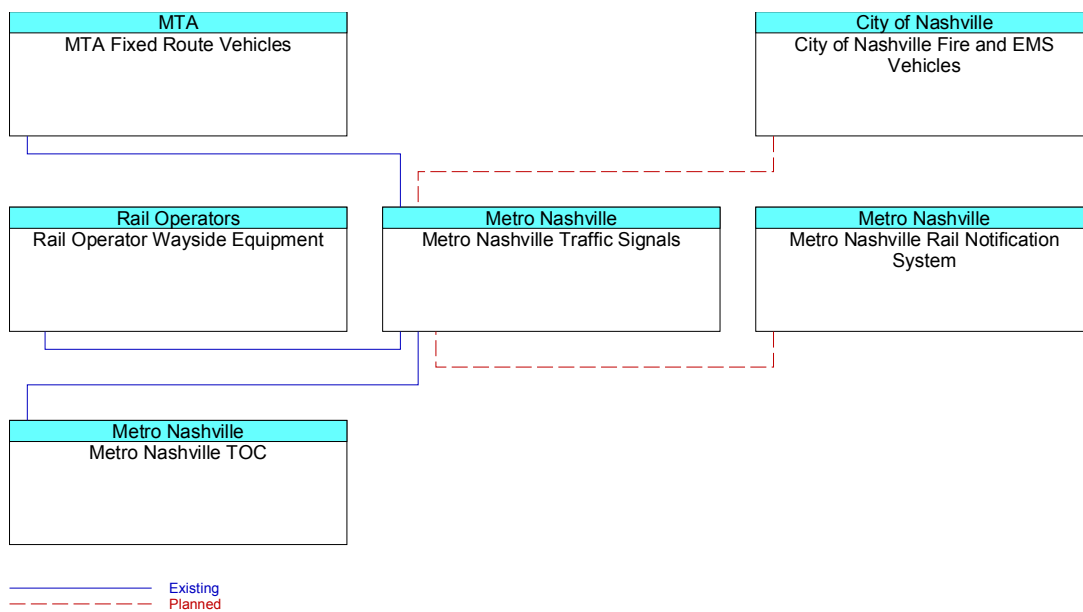 MTA
MTA Fixed Route Vehicles
City of Nashville
City of Nashville Fire and EMS
Vehicles
Rail Operators
Rail Operator Wayside Equipment
Metro Nashville
Metro Nashville Traffic Signals
Metro Nashville
Metro Nashville Rail Notification
System
Metro Nashville
Metro Nashville TOC
Existing
Planned